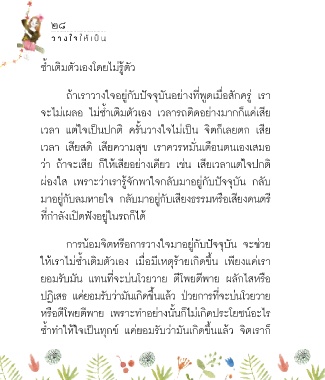 ๒๘
วางใจให้เป็น
ซ้ำเติมตัวเองโดยไม่รู้ตัว
ถ้าเราวางใจอยู่กับปัจจุบันอย่างที่พูดเมื่อสักครู่ เรา
จะไม่เผลอ ไม่ซ้ำเติมตัวเอง เวลารถติดอย่างมากก็แค่เสีย
เวลา แต่ใจเป็นปกติ ครั้นวางใจไม่เป็น จิตก็เลยตก เสีย
เวลา เสียสติ เสียความสุข เราควรหมั่นเตือนตนเองเสมอ
ว่า ถ้าจะเสีย ก็ให้เสียอย่างเดียว เช่น เสียเวลาแต่ใจปกติ
ผ่องใส เพราะว่าเรารู้จักพาใจกลับมาอยู่กับปัจจุบัน กลับ
มาอยู่กับลมหายใจ กลับมาอยู่กับเสียงธรรมหรือเสียงดนตรี
ที่กำลังเปิดฟังอยู่ในรถก็ได้
การน้อมจิตหรือการวางใจมาอยู่กับปัจจุบัน จะช่วย
ให้เราไม่ซ้ำเติมตัวเอง เมื่อมีเหตุร้ายเกิดขึ้น เพียงแค่เรา
ยอมรับมัน แทนที่จะบ่นโวยวาย ตีโพยตีพาย ผลักไสหรือ
ปฏิเสธ แค่ยอมรับว่ามันเกิดขึ้นแล้ว ป่วยการที่จะบ่นโวยวาย
หรือตีโพยตีพาย เพราะทำอย่างนั้นก็ไม่เกิดประโยชน์อะไร
ซ้ำทำให้ใจเป็นทุกข์ แค่ยอมรับว่ามันเกิดขึ้นแล้ว จิตเราก็